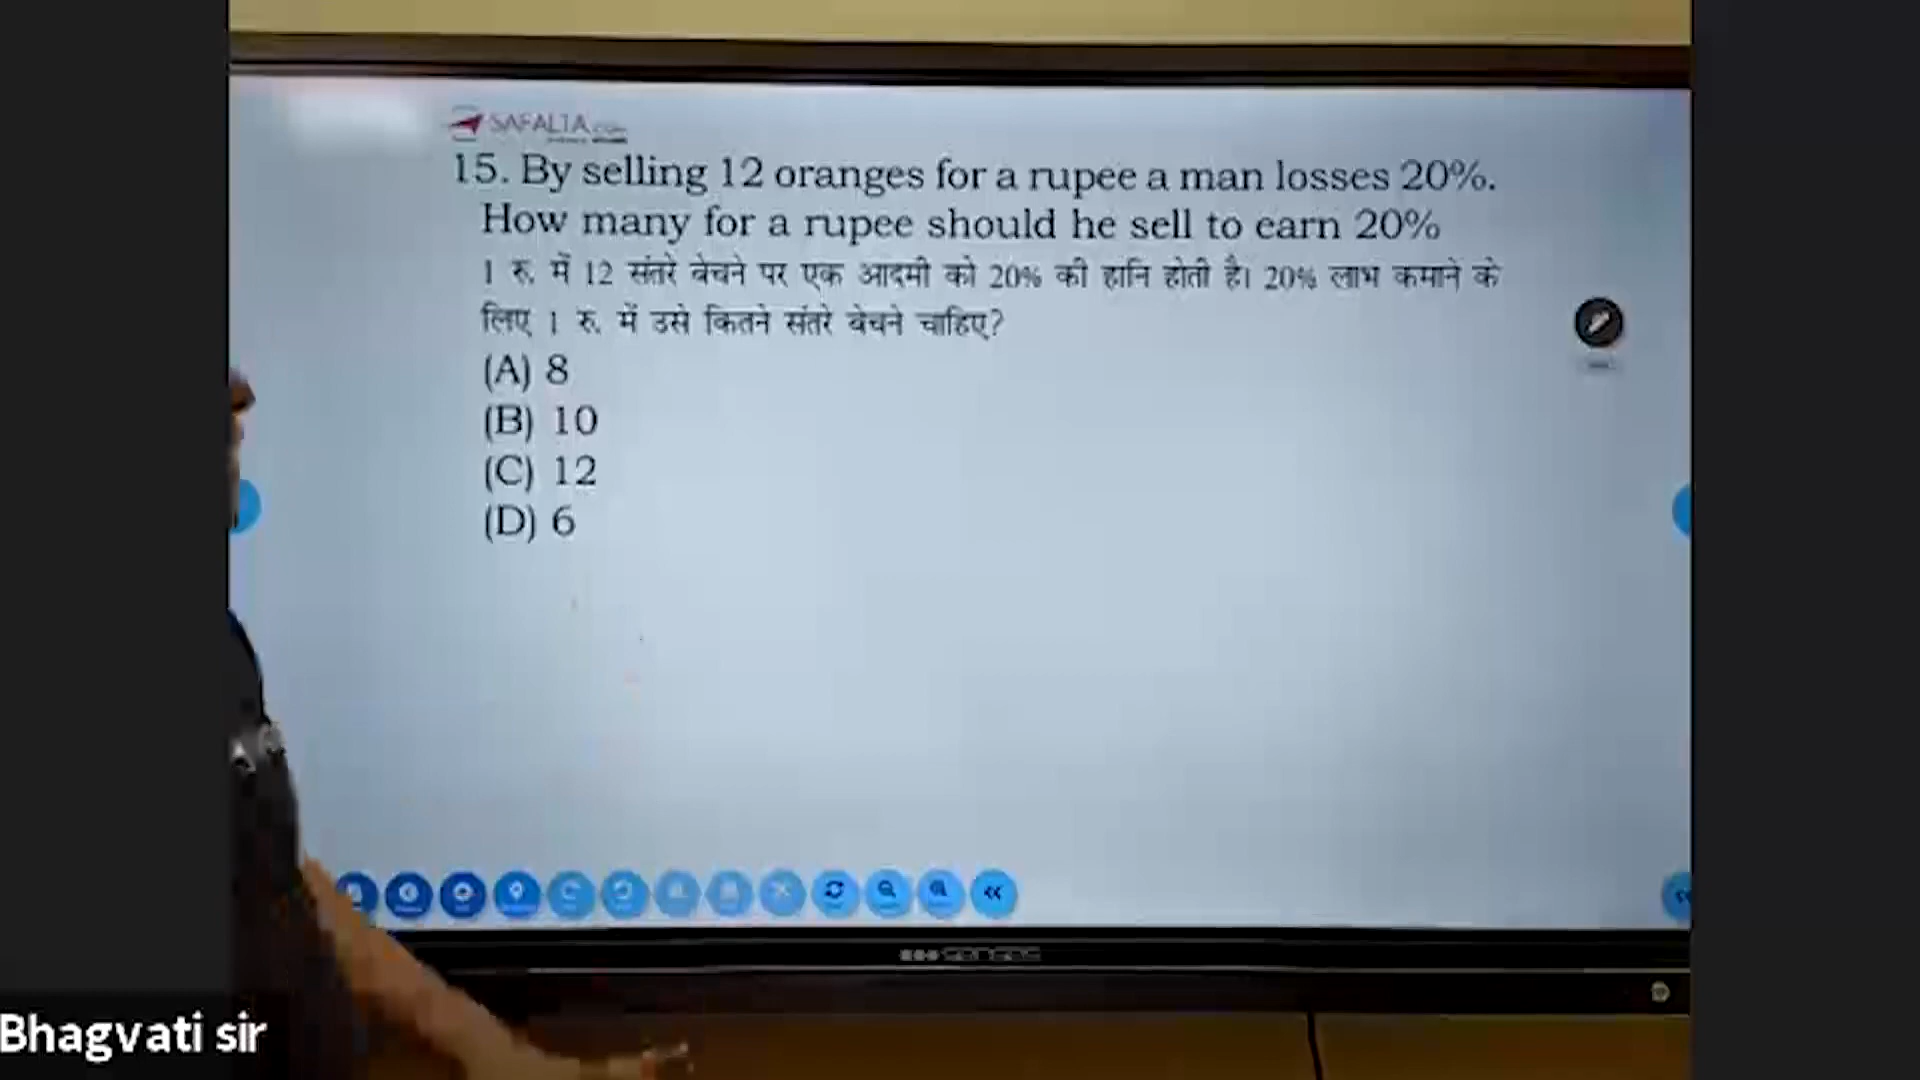 SAFALTA.com
15. By selling 12 oranges for a rupee a man losses 20%.
How many for a rupee should he sell to earn 20%
1 रु. में 12 संतरे बेचने पर एक आदमी को 20% की हानि होती है। 20% लाभ कमाने के
लिए 1 रु. में उसे कितने संतरे बेचने चाहिए?
(A) 8
(B) 10
(C) 12
(D) 6
Bhagvati sir